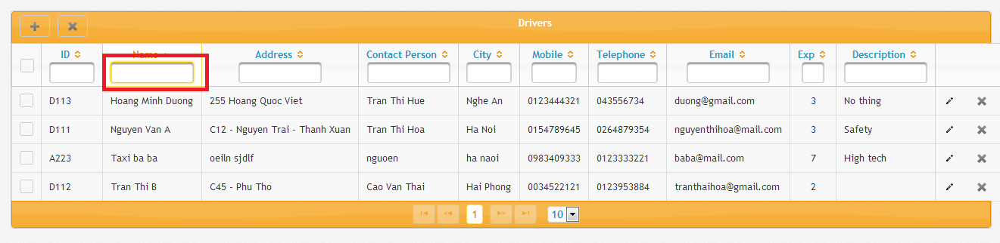 Drivers
ID Name Address Contact Person City Mobile Telephone Email Exp Description
D113 Hoang Minh Duong 255 Hoang Quoc Viet Tran Thi Hue Nghe An 0123444321 043556734 duong@gmail.com 3 No thing
D111 Nguyen Van A C12 - Nguyen Trai - Thanh Xuan Tran Thi Hoa Ha Noi 0154789645 0264879354 nguyenthihoa@mail.com 3 Safety
A223 Taxi ba ba oeiln sjdlf nguoen ha naoi 0983409333 0123333221 baba@mail.com 7 High tech
D112 Tran Thi B C45 - Phu Tho Cao Van Thai Hai Phong 0034522121 0123953884 tranthaihoa@gmail.com 2
1 10